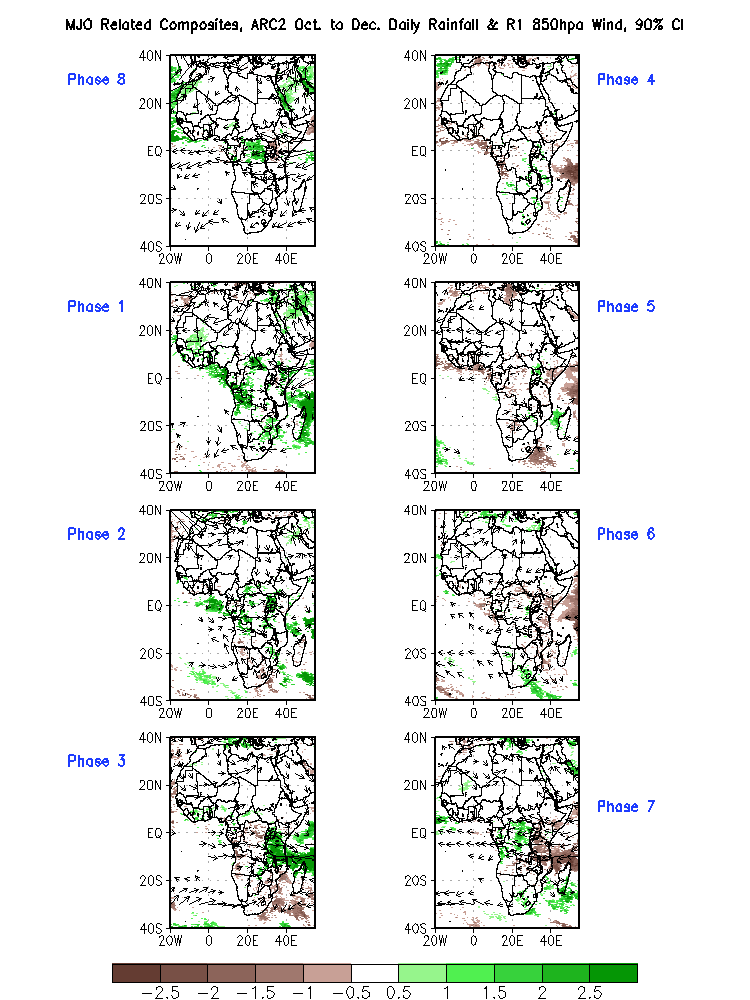 MJO Related Composites, ARC2 Oct. to Dec. Daily Rainfall & R1 850hpa Wind, 90% CI
Phase 8
40N
20N
EQ
20S
40S
20W 0 20E 40E
Phase 4
40N
20N
EQ
20S
40S
20W 0 20E 40E
Phase 1
40N
20N
EQ
20S
40S
20W 0 20E 40E
Phase 5
40N
20N
EQ
20S
40S
20W 0 20E 40E
Phase 2
40N
20N
EQ
20S
40S
20W 0 20E 40E
Phase 6
40N
20N
EQ
20S
40S
20W 0 20E 40E
Phase 3
40N
20N
EQ
20S
40S
20W 0 20E 40E
Phase 7
40N
20N
EQ
20S
40S
20W 0 20E 40E
-2.5 -2 -1.5 -1 -0.5 0.5 1 1.5 2 2.5